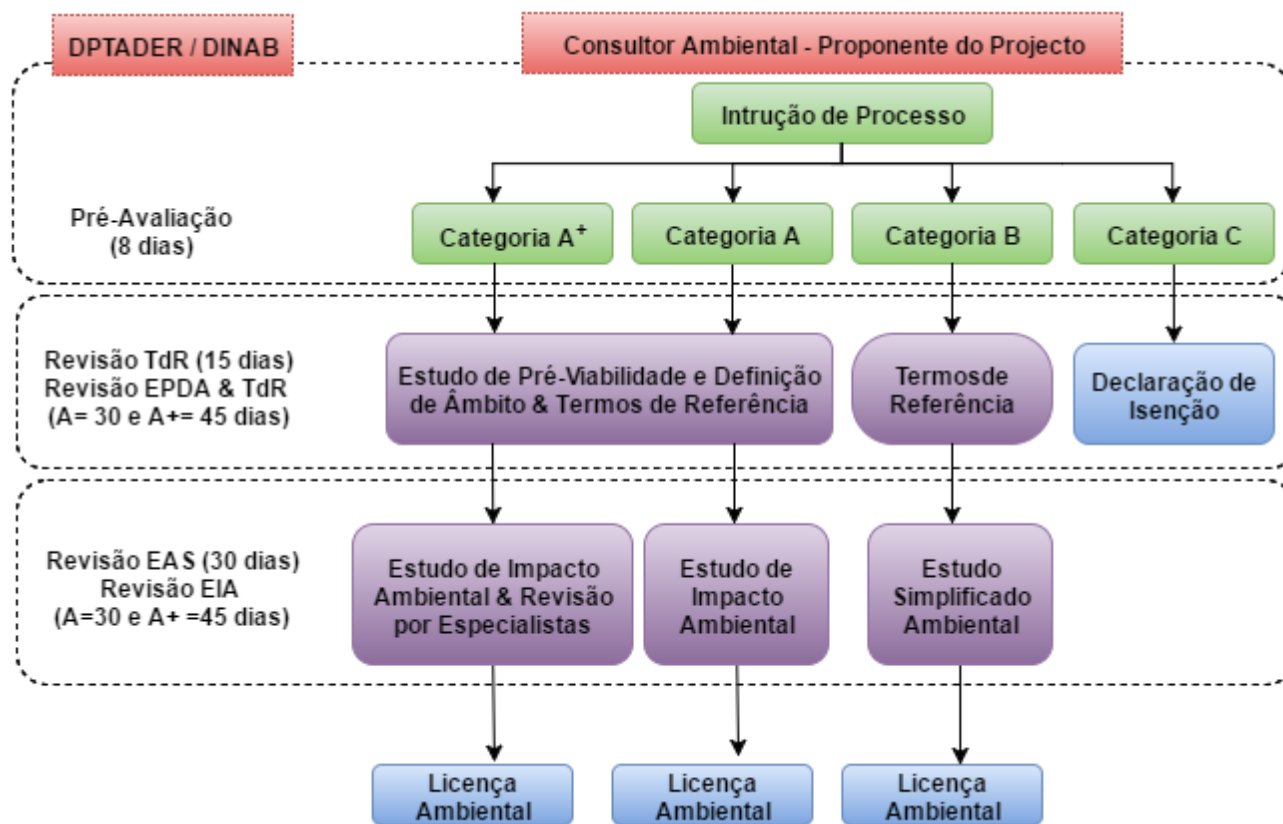 DPTADER / DINAB
Consultor Ambiental - Proponente do Projecto
Intrução de Processo
Pré-Avaliação
(8 dias)
Categoria A+
Categoria A
Categoria B
Categoria C
Revisão TdR (15 dias)
Revisão EPDA & TdR
(A= 30 e A+= 45 dias)
Estudo de Pré-Viabilidade e Definição
de Âmbito & Termos de Referência
Termosde
Referência
Declaração de
Isenção
Revisão EAS (30 dias)
Revisão EIA
(A=30 e A+ =45 dias)
Estudo de Impacto
Ambiental & Revisão
por Especialistas
Estudo de
Impacto
Ambiental
Estudo
Simplificado
Ambiental
Licença
Ambiental
Licença
Ambiental
Licença
Ambiental